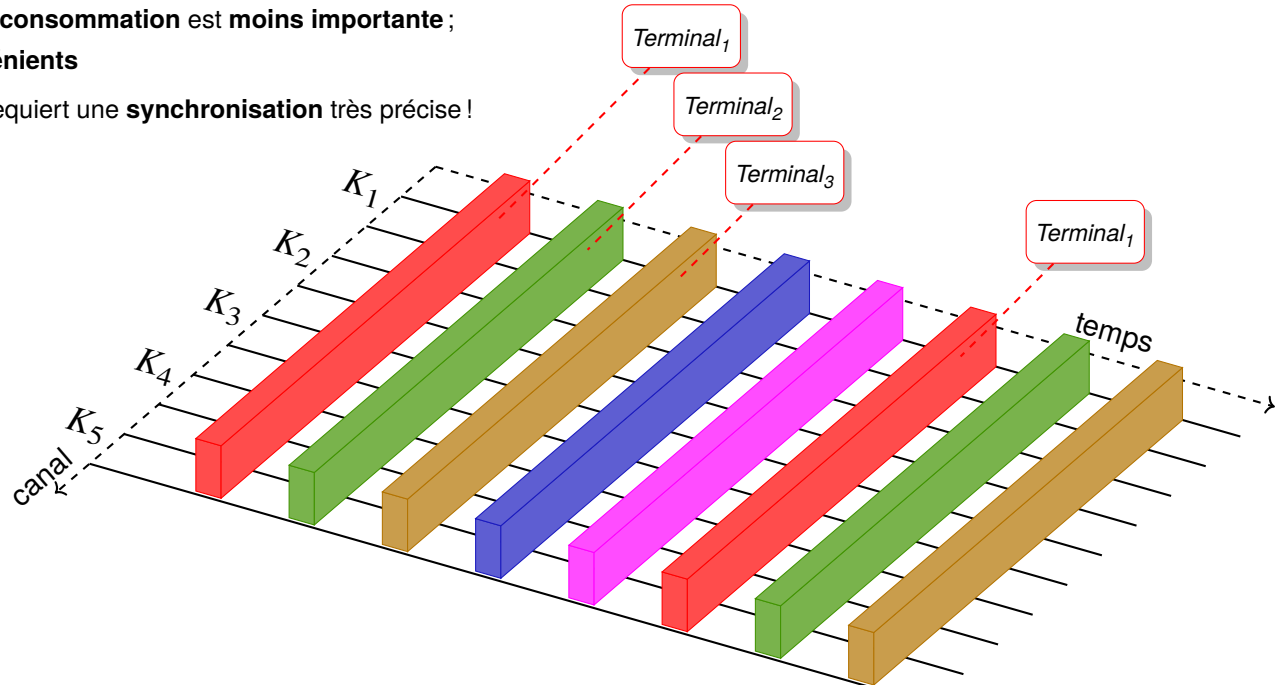 consommation est moins importante ;
énients
equiert une synchronisation très précise !
Terminal1
Terminal2
Terminal3
Terminal1
K1
K2
K3
K4
K5
canal
temps